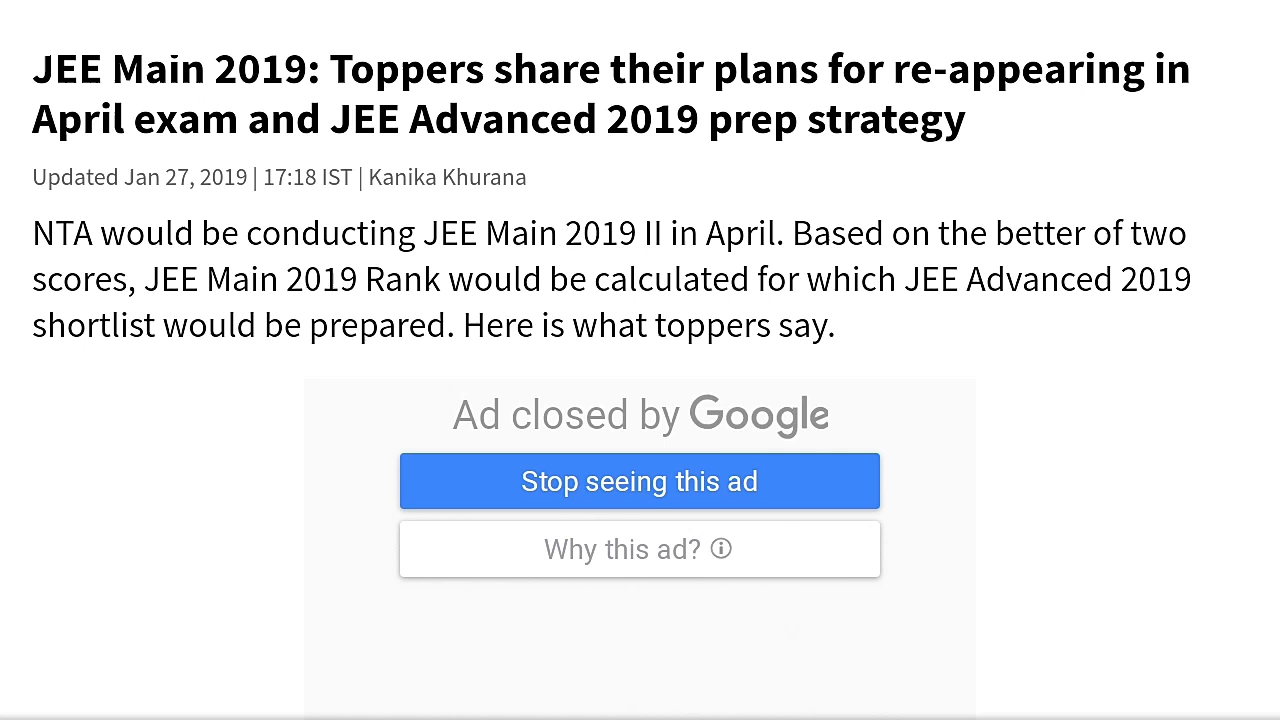 JEE Main 2019: Toppers share their plans for re-appearing in
April exam and JEE Advanced 2019 prep strategy
Updated Jan 27, 2019 | 17:18 IST | Kanika Khurana
NTA would be conducting JEE Main 2019 II in April. Based on the better of two
scores, JEE Main 2019 Rank would be calculated for which JEE Advanced 2019
shortlist would be prepared. Here is what toppers say.
Ad closed by Google
Stop seeing this ad
Why this ad?